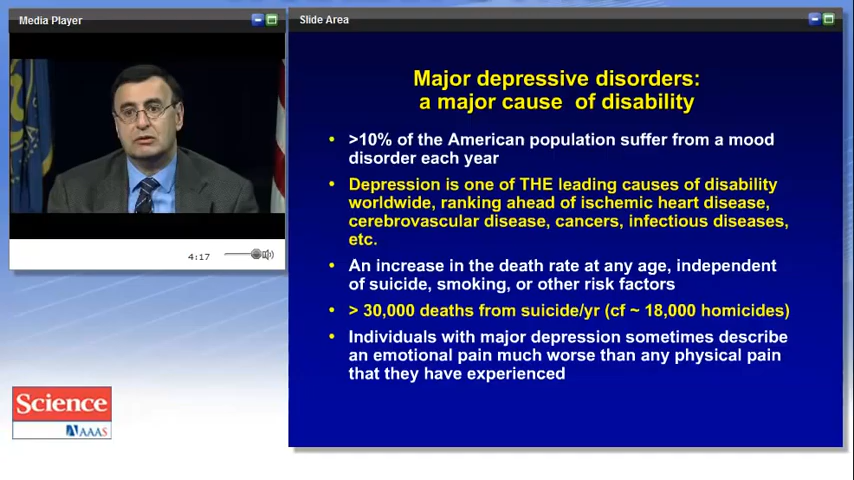 Media Player
Slide Area
Major depressive disorders:
a major cause of disability
• >10% of the American population suffer from a mood
disorder each year
• Depression is one of THE leading causes of disability
worldwide, ranking ahead of ischemic heart disease,
cerebrovascular disease, cancers, infectious diseases,
etc.
• An increase in the death rate at any age, independent
of suicide, smoking, or other risk factors
• > 30,000 deaths from suicide/yr (cf ~ 18,000 homicides)
• Individuals with major depression sometimes describe
an emotional pain much worse than any physical pain
that they have experienced
4:17
Science
AAAS